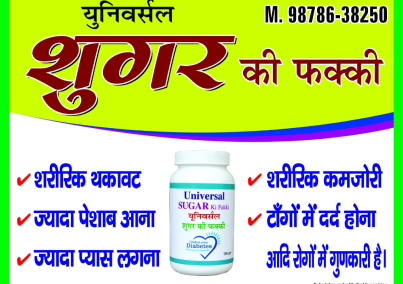 युनिवर्सल
M. 98786-38250
शुगर की फक्की
शरीरिक थकावट
ज्यादा पेशाब आना
ज्यादा प्यास लगना
Universal
SUGAR Ki Fakki
युनिवर्सल
शुगर की फक्की
Diabetes
शरीरिक कमजोरी
टाँगों में दर्द होना
आदि रोगों में गुणकारी है।